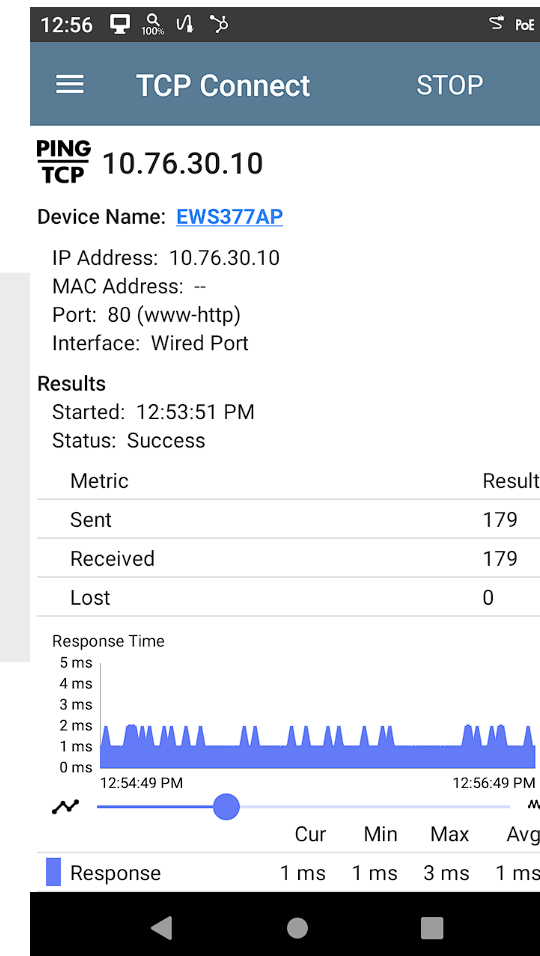 12:56 100% PoE
TCP Connect STOP
PING
TCP
10.76.30.10
Device Name: EWS377AP
IP Address: 10.76.30.10
MAC Address: --
Port: 80 (www-http)
Interface: Wired Port
Results
Started: 12:53:51 PM
Status: Success
Metric Result
Sent 179
Received 179
Lost 0
Response Time
5 ms
4 ms
3 ms
2 ms
1 ms
0 ms
12:54:49 PM 12:56:49 PM
Cur Min Max Avg
Response 1 ms 1 ms 3 ms 1 ms